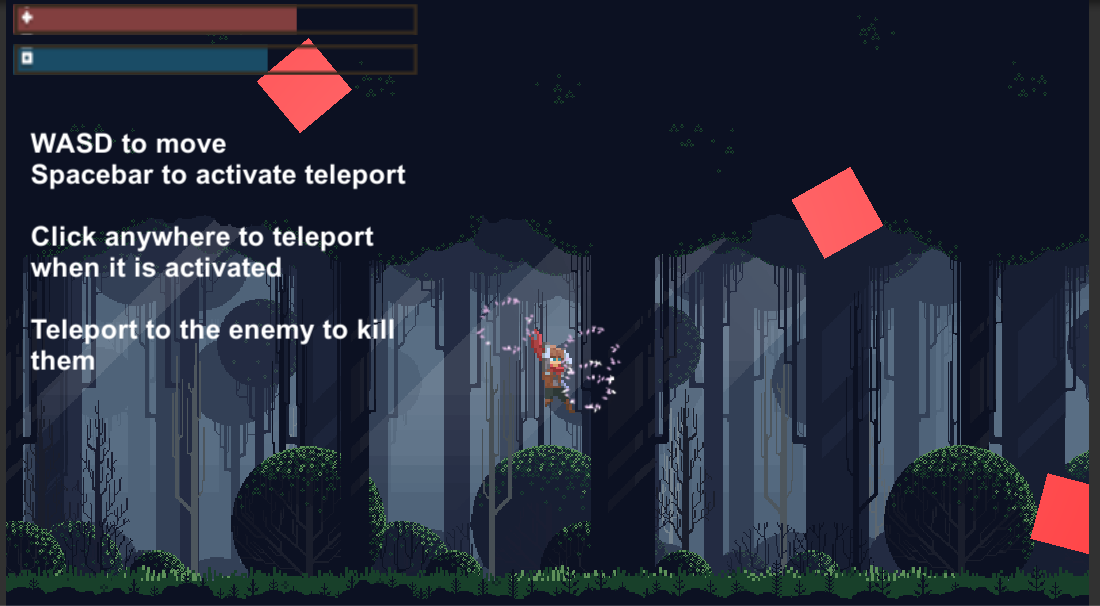 WASD to move
Spacebar to activate teleport
Click anywhere to teleport
when it is activated
Teleport to the enemy to kill
them